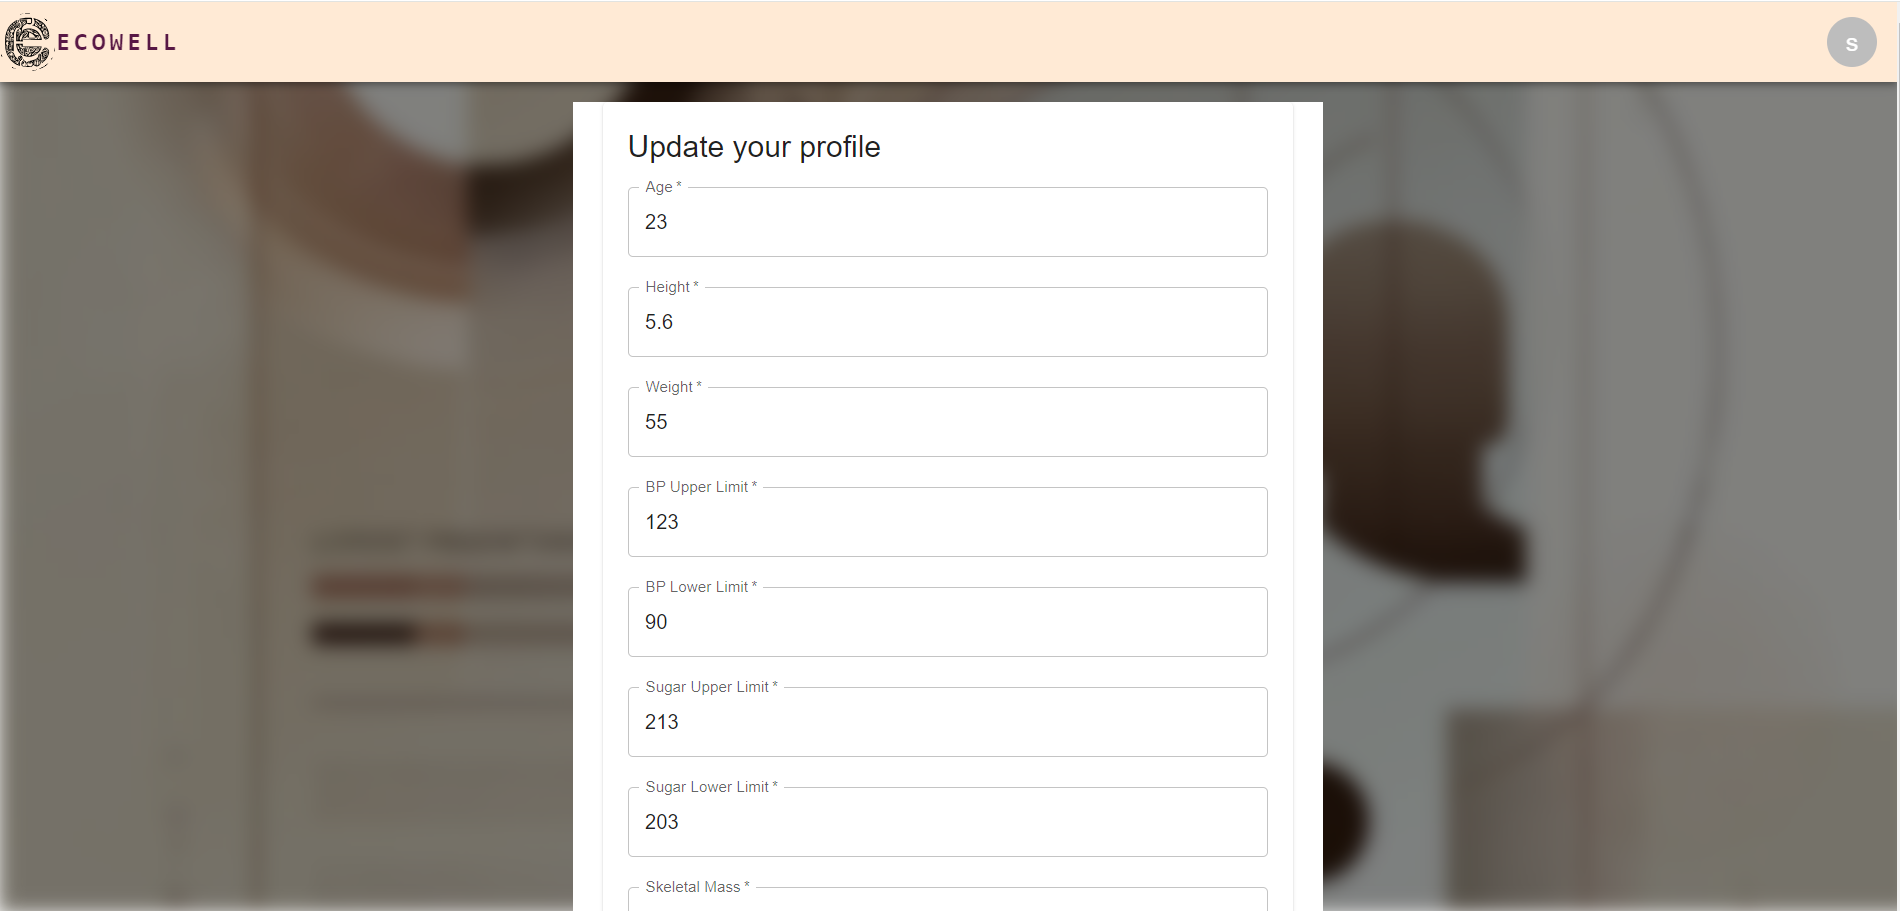 ECOWELL
S
Update your profile
Age *
23
Height *
5.6
Weight *
55
BP Upper Limit *
123
BP Lower Limit *
90
Sugar Upper Limit *
213
Sugar Lower Limit *
203
Skeletal Mass *